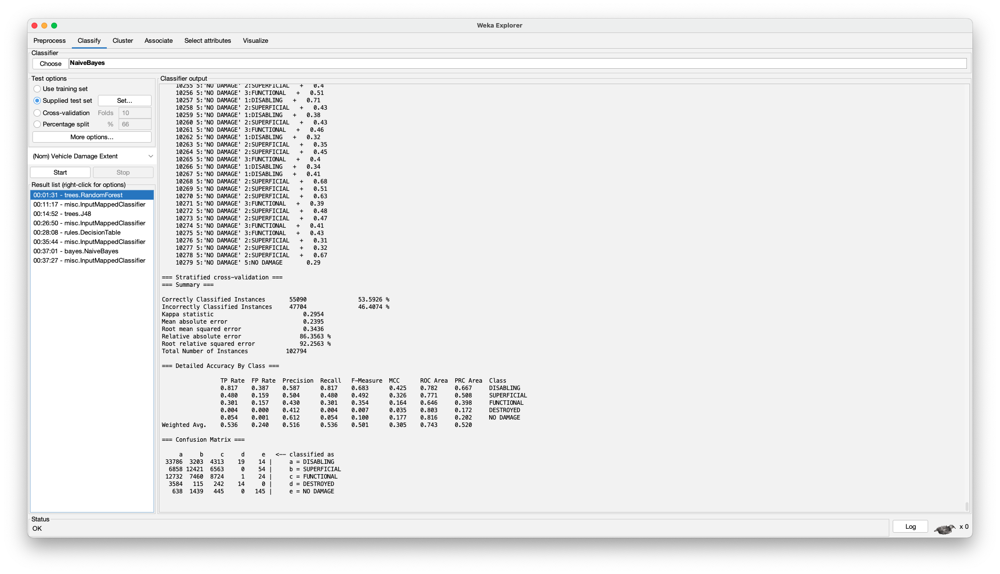 Weka Explorer
Preprocess Classify Cluster Associate Select attributes Visualize
Classifier
Choose NaiveBayes
Test options
Use training set
Supplied test set Set...
Cross-validation Folds 10
Percentage split % 66
More options...
(Nom) Vehicle Damage Extent
Start Stop
Result list (right-click for options)
00:01:31 - trees.RandomForest
00:11:17 - misc.InputMappedClassifier
00:14:52 - trees.J48
00:26:50 - misc.InputMappedClassifier
00:28:08 - rules.DecisionTable
00:35:44 - misc.InputMappedClassifier
00:37:01 - bayes.NaiveBayes
00:37:27 - misc.InputMappedClassifier
Classifier output
10255 5:'NO DAMAGE' 2:SUPERFICIAL + 0.4
10256 5:'NO DAMAGE' 3:FUNCTIONAL + 0.51
10257 5:'NO DAMAGE' 1:DISABLING + 0.71
10258 5:'NO DAMAGE' 2:SUPERFICIAL + 0.43
10259 5:'NO DAMAGE' 1:DISABLING + 0.38
10260 5:'NO DAMAGE' 2:SUPERFICIAL + 0.43
10261 5:'NO DAMAGE' 3:FUNCTIONAL + 0.46
10262 5:'NO DAMAGE' 1:DISABLING + 0.32
10263 5:'NO DAMAGE' 2:SUPERFICIAL + 0.35
10264 5:'NO DAMAGE' 2:SUPERFICIAL + 0.45
10265 5:'NO DAMAGE' 3:FUNCTIONAL + 0.4
10266 5:'NO DAMAGE' 1:DISABLING + 0.34
10267 5:'NO DAMAGE' 1:DISABLING + 0.41
10268 5:'NO DAMAGE' 2:SUPERFICIAL + 0.68
10269 5:'NO DAMAGE' 2:SUPERFICIAL + 0.51
10270 5:'NO DAMAGE' 2:SUPERFICIAL + 0.63
10271 5:'NO DAMAGE' 3:FUNCTIONAL + 0.39
10272 5:'NO DAMAGE' 2:SUPERFICIAL + 0.48
10273 5:'NO DAMAGE' 2:SUPERFICIAL + 0.47
10274 5:'NO DAMAGE' 3:FUNCTIONAL + 0.41
10275 5:'NO DAMAGE' 3:FUNCTIONAL + 0.43
10276 5:'NO DAMAGE' 2:SUPERFICIAL + 0.31
10277 5:'NO DAMAGE' 2:SUPERFICIAL + 0.32
10278 5:'NO DAMAGE' 2:SUPERFICIAL + 0.67
10279 5:'NO DAMAGE' 5:NO DAMAGE 0.29
=== Stratified cross-validation ===
=== Summary ===
Correctly Classified Instances 55090 53.5926 %
Incorrectly Classified Instances 47704 46.4074 %
Kappa statistic 0.2954
Mean absolute error 0.2395
Root mean squared error 0.3436
Relative absolute error 86.3563 %
Root relative squared error 92.2563 %
Total Number of Instances 102794
=== Detailed Accuracy By Class ===
TP Rate FP Rate Precision Recall F-Measure MCC ROC Area PRC Area Class
0.817 0.387 0.587 0.817 0.683 0.425 0.782 0.667 DISABLING
0.480 0.159 0.504 0.480 0.492 0.326 0.771 0.508 SUPERFICIAL
0.301 0.157 0.430 0.301 0.354 0.164 0.646 0.398 FUNCTIONAL
0.004 0.000 0.412 0.004 0.007 0.035 0.803 0.172 DESTROYED
0.054 0.001 0.612 0.054 0.100 0.177 0.816 0.202 NO DAMAGE
Weighted Avg. 0.536 0.240 0.516 0.536 0.501 0.305 0.743 0.520
=== Confusion Matrix ===
a b c d e <-- classified as
33786 3203 4313 19 14 | a = DISABLING
6858 12421 6563 0 54 | b = SUPERFICIAL
12732 7460 8724 1 24 | c = FUNCTIONAL
3584 115 242 14 0 | d = DESTROYED
638 1439 445 0 145 | e = NO DAMAGE
Status
OK
Log
x 0